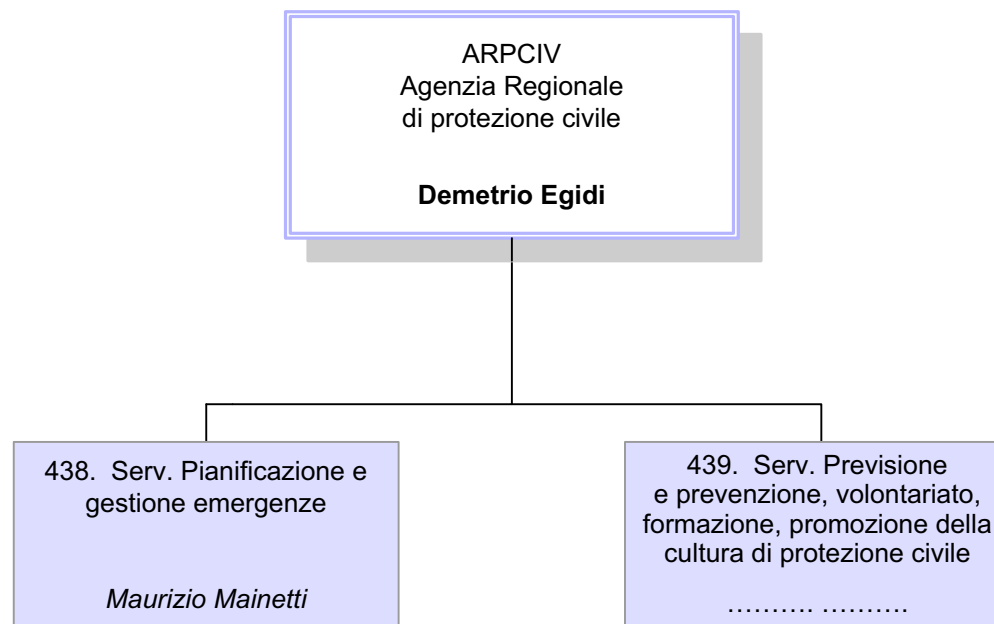 ARPCIV
Agenzia Regionale
di protezione civile
Demetrio Egidi
438. Serv. Pianificazione e
gestione emergenze
Maurizio Mainetti
439. Serv. Previsione
e prevenzione, volontariato,
formazione, promozione della
cultura di protezione civile
………. ……….